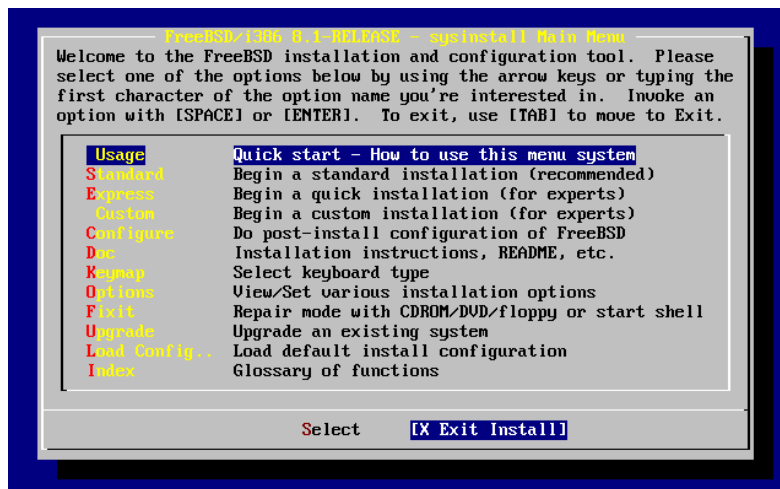 FreeBSD/i386 8.1-RELEASE - sysinstall Main Menu
Welcome to the FreeBSD installation and configuration tool.  Please
select one of the options below by using the arrow keys or typing the
first character of the option name you're interested in.  Invoke an
option with [SPACE] or [ENTER].  To exit, use [TAB] to move to Exit.
Usage Quick start - How to use this menu system
Standard Begin a standard installation (recommended)
Express Begin a quick installation (for experts)
Custom Begin a custom installation (for experts)
Configure Do post-install configuration of FreeBSD
Doc Installation instructions, README, etc.
Keymap Select keyboard type
Options View/Set various installation options
Fixit Repair mode with CDROM/DVD/floppy or start shell
Upgrade Upgrade an existing system
Load Config.. Load default install configuration
Index Glossary of functions
Select [X Exit Install]